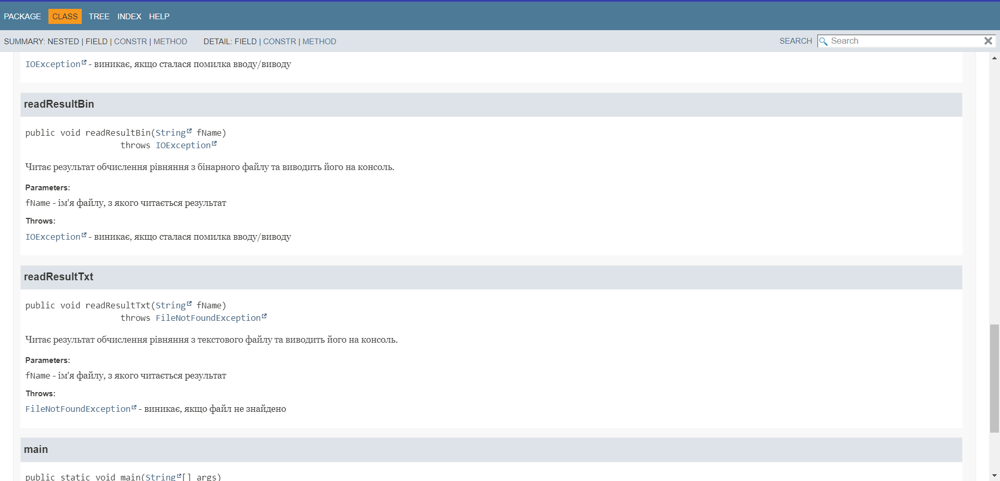 PACKAGE CLASS TREE INDEX HELP
SUMMARY: NESTED | FIELD | CONSTR | METHOD DETAIL: FIELD | CONSTR | METHOD SEARCH Search
IOException - виникає, якщо сталася помилка вводу/виводу
readResultBin
public void readResultBin(String fName)
throws IOException
Читає результат обчислення рівняння з бінарного файлу та виводить його на консоль.
Parameters:
fName - ім'я файлу, з якого читається результат
Throws:
IOException - виникає, якщо сталася помилка вводу/виводу
readResultTxt
public void readResultTxt(String fName)
throws FileNotFoundException
Читає результат обчислення рівняння з текстового файлу та виводить його на консоль.
Parameters:
fName - ім'я файлу, з якого читається результат
Throws:
FileNotFoundException - виникає, якщо файл не знайдено
main
public static void main(String[] args)